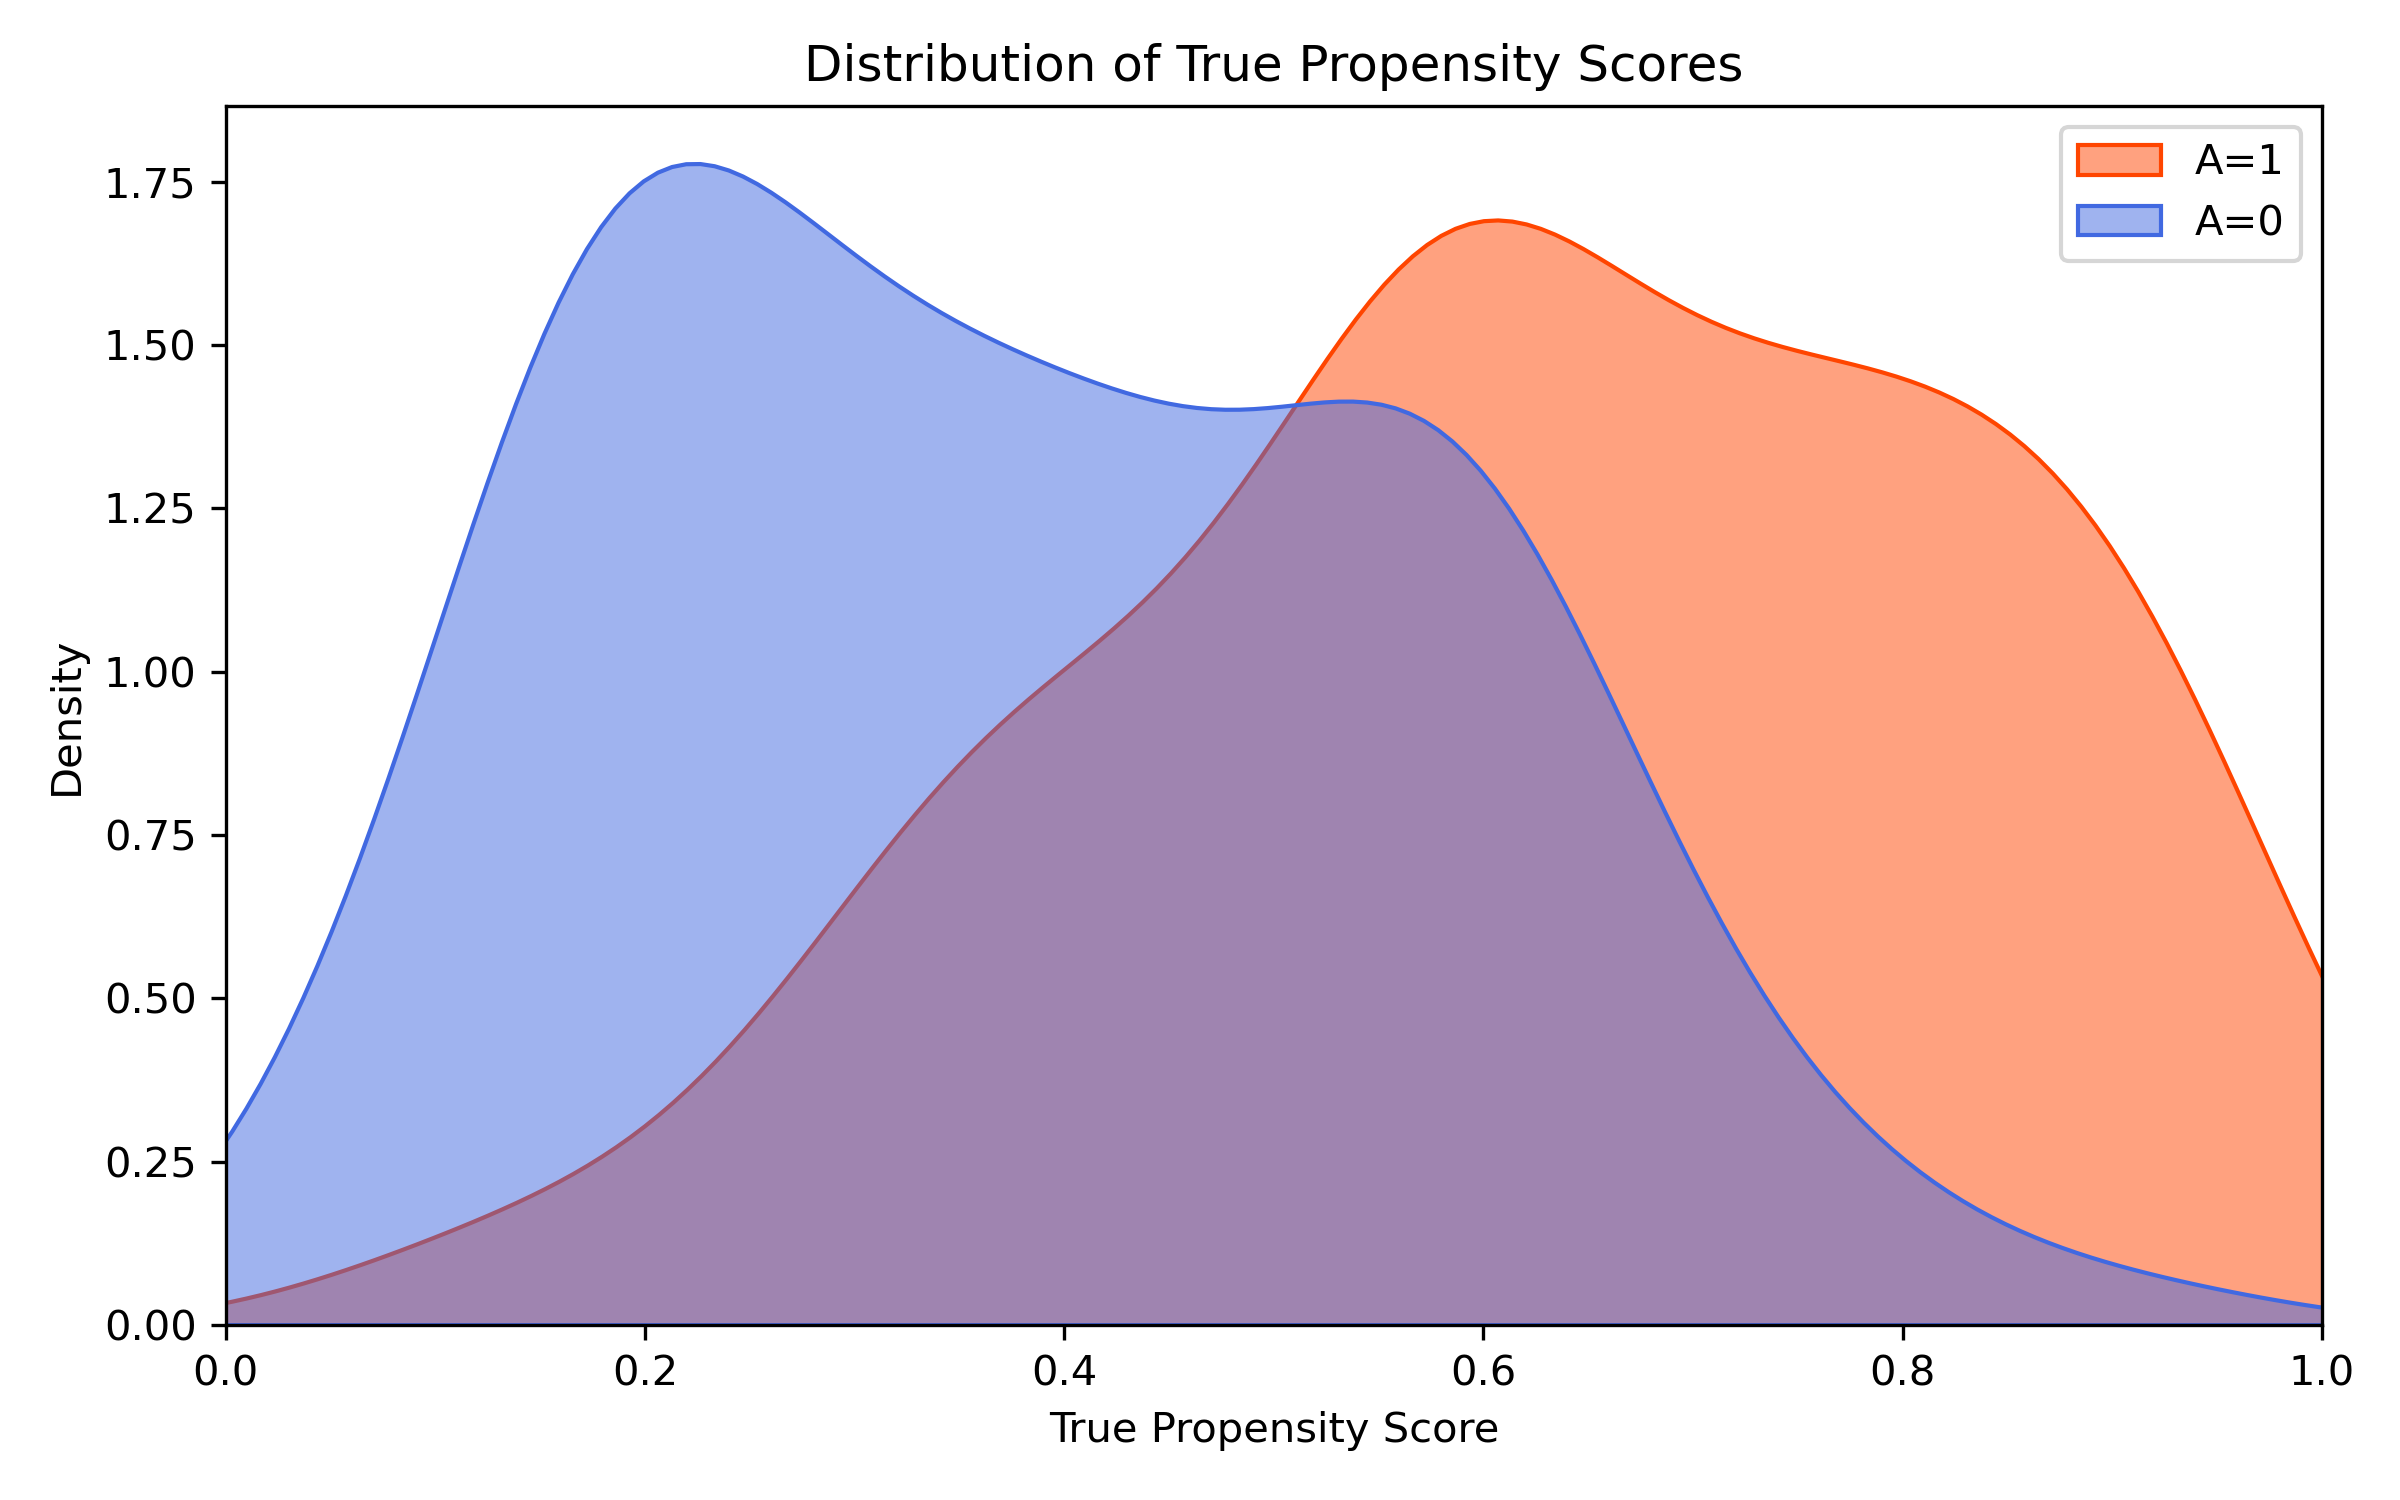 Distribution of True Propensity Scores
A=1
A=0
1.75
1.50
1.25
1.00
0.75
0.50
0.25
0.00
Density
0.0 0.2 0.4 0.6 0.8 1.0
True Propensity Score